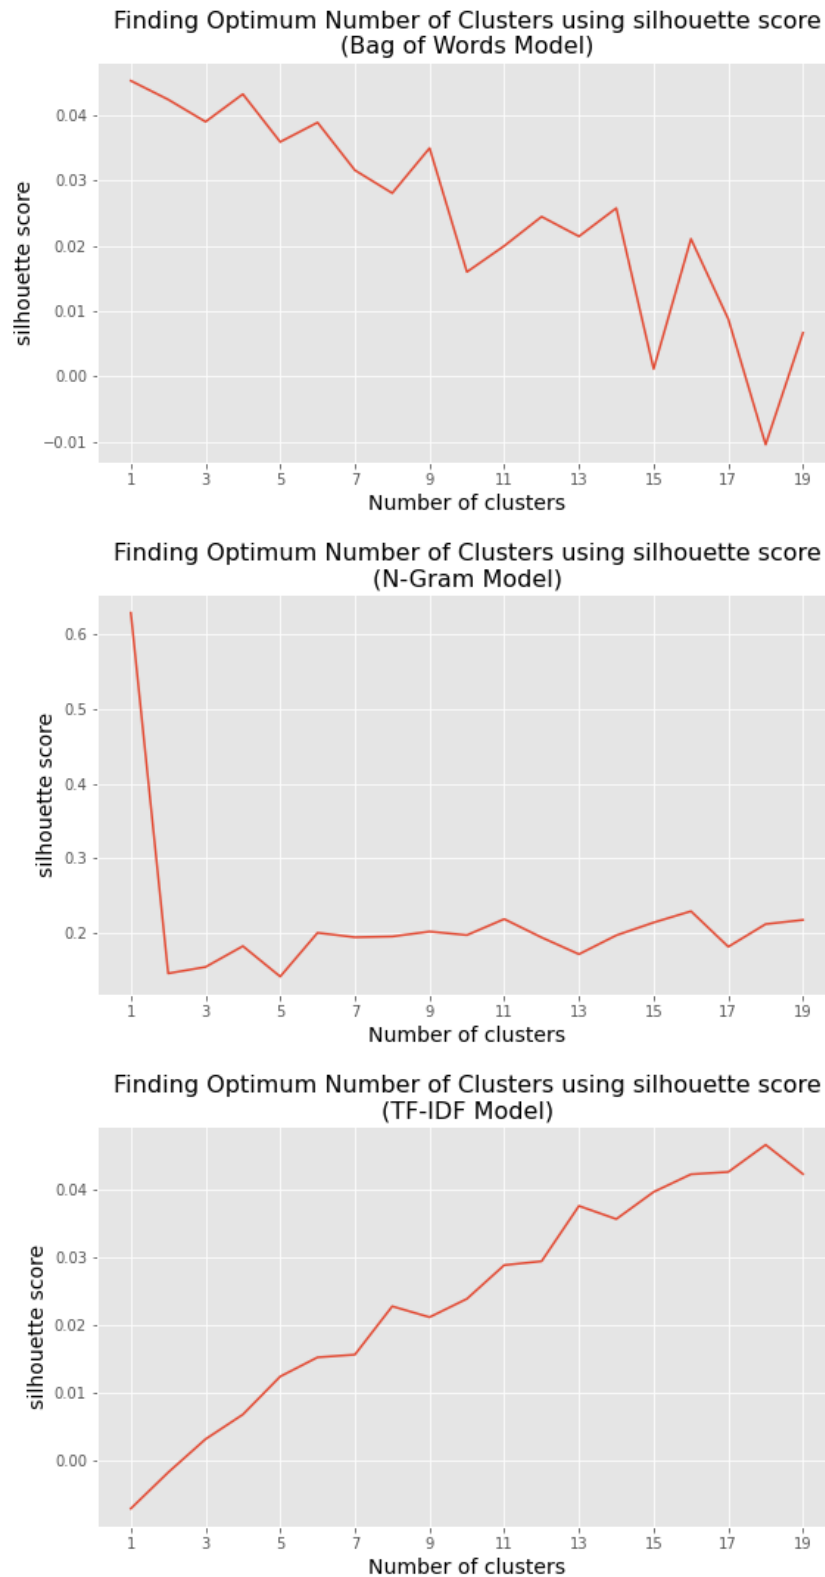 Finding Optimum Number of Clusters using silhouette score
(Bag of Words Model)
silhouette score
0.04
0.03
0.02
0.01
0.00
−0.01
1 3 5 7 9 11 13 15 17 19
Number of clusters
Finding Optimum Number of Clusters using silhouette score
(N-Gram Model)
silhouette score
0.6
0.5
0.4
0.3
0.2
1 3 5 7 9 11 13 15 17 19
Number of clusters
Finding Optimum Number of Clusters using silhouette score
(TF-IDF Model)
silhouette score
0.04
0.03
0.02
0.01
0.00
1 3 5 7 9 11 13 15 17 19
Number of clusters